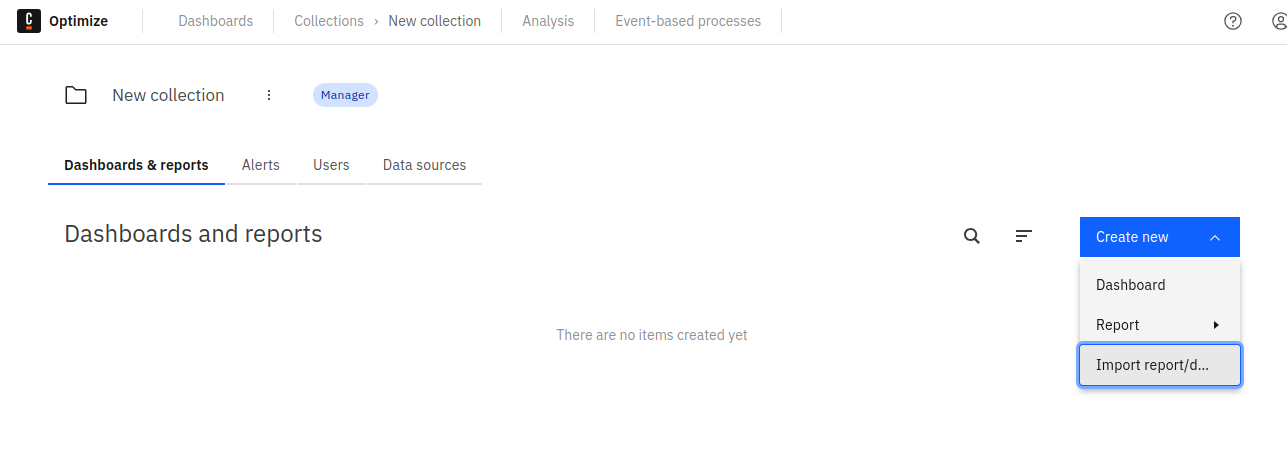 C Optimize Dashboards Collections › New collection Analysis Event-based processes
New collection Manager
Dashboards & reports Alerts Users Data sources
Dashboards and reports
Create new
Dashboard
Report
There are no items created yet
Import report/d...